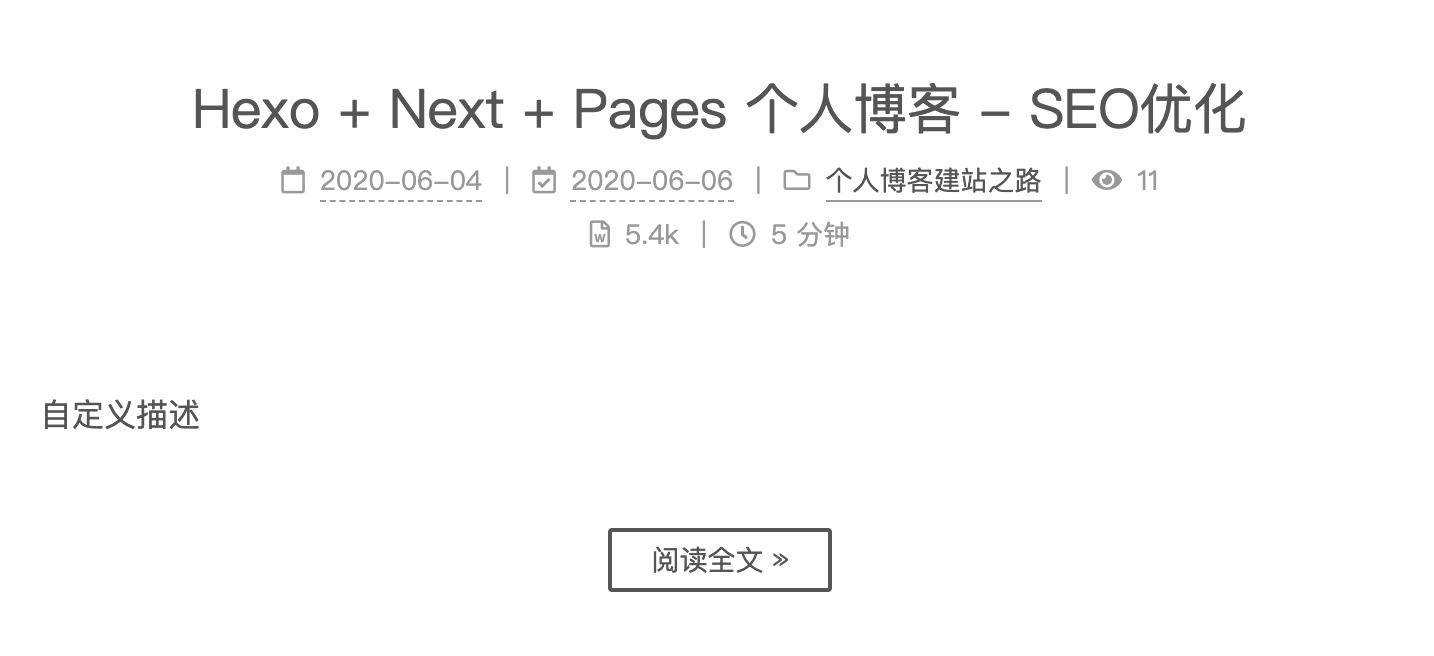 Hexo + Next + Pages 个人博客 - SEO优化
2020-06-04 | 2020-06-06 | 个人博客建站之路 | 11
5.4k | 5 分钟
自定义描述
阅读全文 »